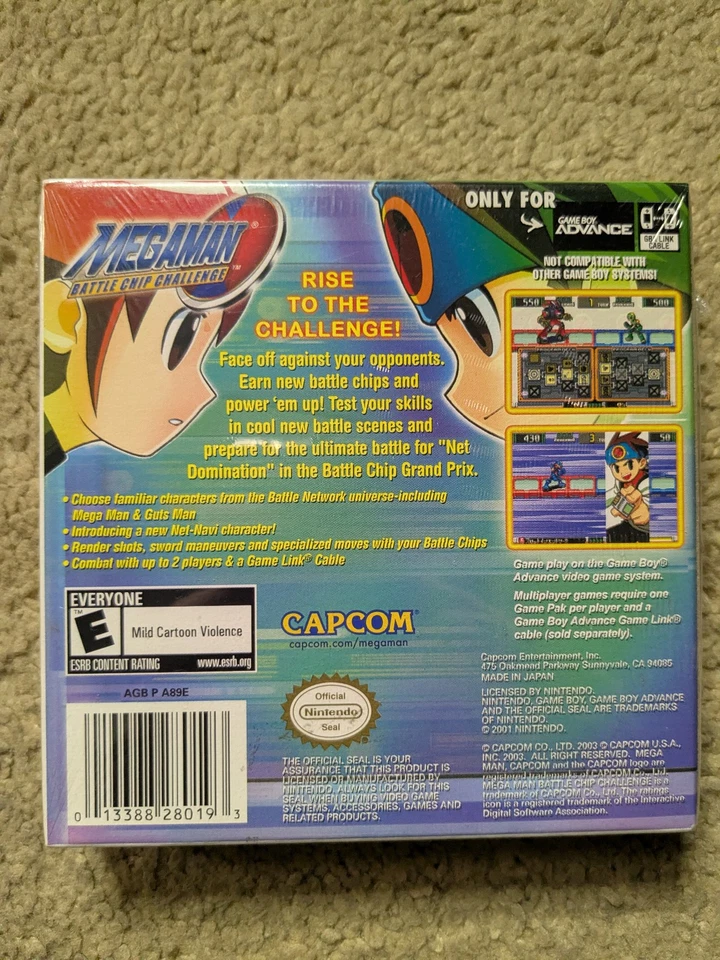 MEGAMAN™
BATTLE CHIP CHALLENGE™
ONLY FOR
GAME BOY
ADVANCE
GBA LINK
CABLE
NOT COMPATIBLE WITH
OTHER GAME BOY SYSTEMS!
RISE
TO THE
CHALLENGE!
Face off against your opponents.
Earn new battle chips and
power 'em up! Test your skills
in cool new battle scenes and
prepare for the ultimate battle for "Net
Domination" in the Battle Chip Grand Prix.
• Choose familiar characters from the Battle Network universe-including
Mega Man & Guts Man
• Introducing a new Net-Navi character!
• Render shots, sword maneuvers and specialized moves with your Battle Chips
• Combat with up to 2 players & a Game Link® Cable
550
500
430
3
50
Game play on the Game Boy®
Advance video game system.
Multiplayer games require one
Game Pak per player and a
Game Boy Advance Game Link®
cable (sold separately).
EVERYONE
E™
Mild Cartoon Violence
ESRB CONTENT RATING www.esrb.org
CAPCOM®
capcom.com/megaman
Capcom Entertainment, Inc.
475 Oakmead Parkway Sunnyvale, CA 94085
MADE IN JAPAN
LICENSED BY NINTENDO.
NINTENDO, GAME BOY, GAME BOY ADVANCE
AND THE OFFICIAL SEAL ARE TRADEMARKS
OF NINTENDO.
© 2001 NINTENDO.
© CAPCOM CO., LTD. 2003 © CAPCOM U.S.A.,
INC. 2003. ALL RIGHT RESERVED. MEGA
MAN, CAPCOM and the CAPCOM logo are
registered trademarks of CAPCOM Co., Ltd.
MEGA MAN BATTLE CHIP CHALLENGE is a
trademark of CAPCOM Co., Ltd. The ratings
icon is a registered trademark of the Interactive
Digital Software Association.
AGB P A89E
0 13388 28019 3
Official
Nintendo®
Seal
THE OFFICIAL SEAL IS YOUR
ASSURANCE THAT THIS PRODUCT IS
LICENSED OR MANUFACTURED BY
NINTENDO. ALWAYS LOOK FOR THIS
SEAL WHEN BUYING VIDEO GAME
SYSTEMS, ACCESSORIES, GAMES AND
RELATED PRODUCTS.